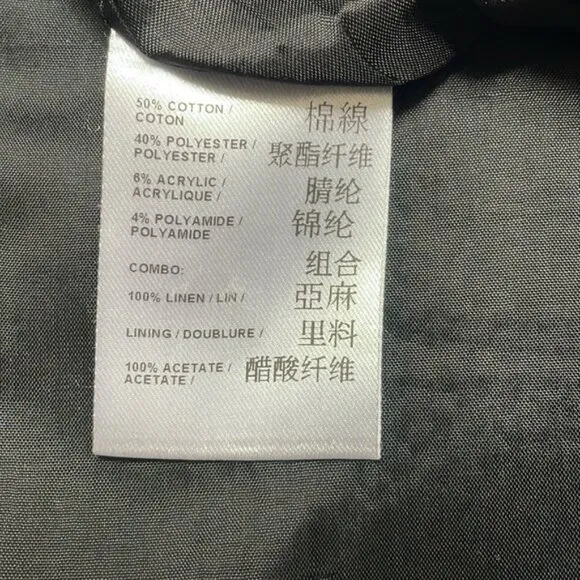 50% COTTON /
COTON 棉線
40% POLYESTER /
POLYESTER / 聚酯纤维
6% ACRYLIC /
ACRYLIQUE / 腈纶
4% POLYAMIDE /
POLYAMIDE 锦纶
COMBO: 组合
100% LINEN / LIN / 亞麻
LINING / DOUBLURE / 里料
100% ACETATE /
ACETATE / 醋酸纤维